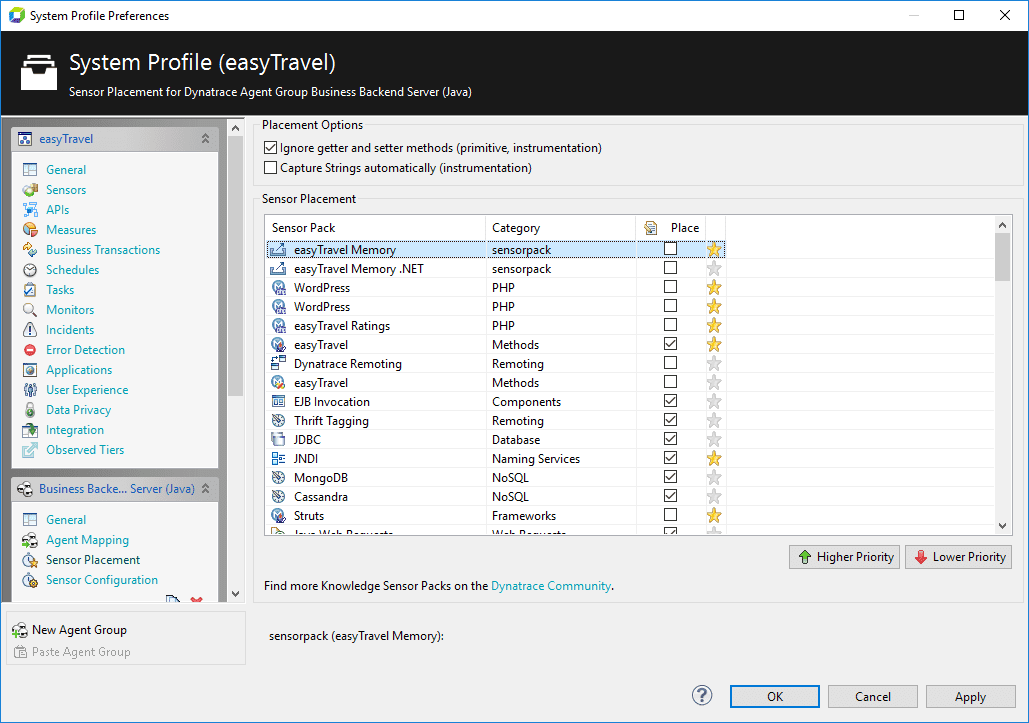 System Profile Preferences
System Profile (easyTravel)
Sensor Placement for Dynatrace Agent Group Business Backend Server (Java)
easyTravel
General
Sensors
APIs
Measures
Business Transactions
Schedules
Tasks
Monitors
Incidents
Error Detection
Applications
User Experience
Data Privacy
Integration
Observed Tiers
Business Backe... Server (Java)
General
Agent Mapping
Sensor Placement
Sensor Configuration
New Agent Group
Paste Agent Group
Placement Options
Ignore getter and setter methods (primitive, instrumentation)
Capture Strings automatically (instrumentation)
Sensor Placement
Sensor Pack Category Place
easyTravel Memory sensorpack
easyTravel Memory .NET sensorpack
WordPress PHP
WordPress PHP
easyTravel Ratings PHP
easyTravel Methods
Dynatrace Remoting Remoting
easyTravel Methods
EJB Invocation Components
Thrift Tagging Remoting
JDBC Database
JNDI Naming Services
MongoDB NoSQL
Cassandra NoSQL
Struts Frameworks
Java Web Requests Web Requests
Higher Priority Lower Priority
Find more Knowledge Sensor Packs on the Dynatrace Community.
sensorpack (easyTravel Memory):
? OK Cancel Apply